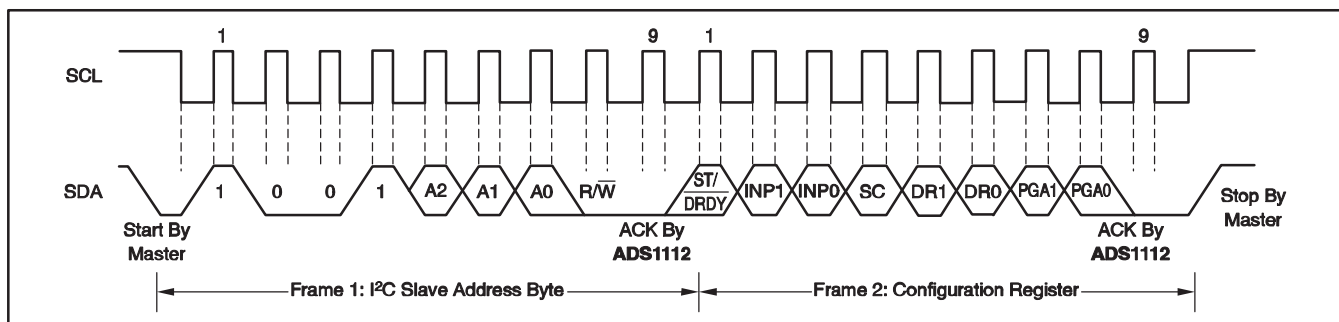 1 9 1 9
SCL
SDA
1 0 0 1 A2 A1 A0 R/W ST/DRDY INP1 INP0 SC DR1 DR0 PGA1 PGA0
Start By
Master
ACK By
ADS1112
ACK By
ADS1112
Stop By
Master
Frame 1: I²C Slave Address Byte
Frame 2: Configuration Register